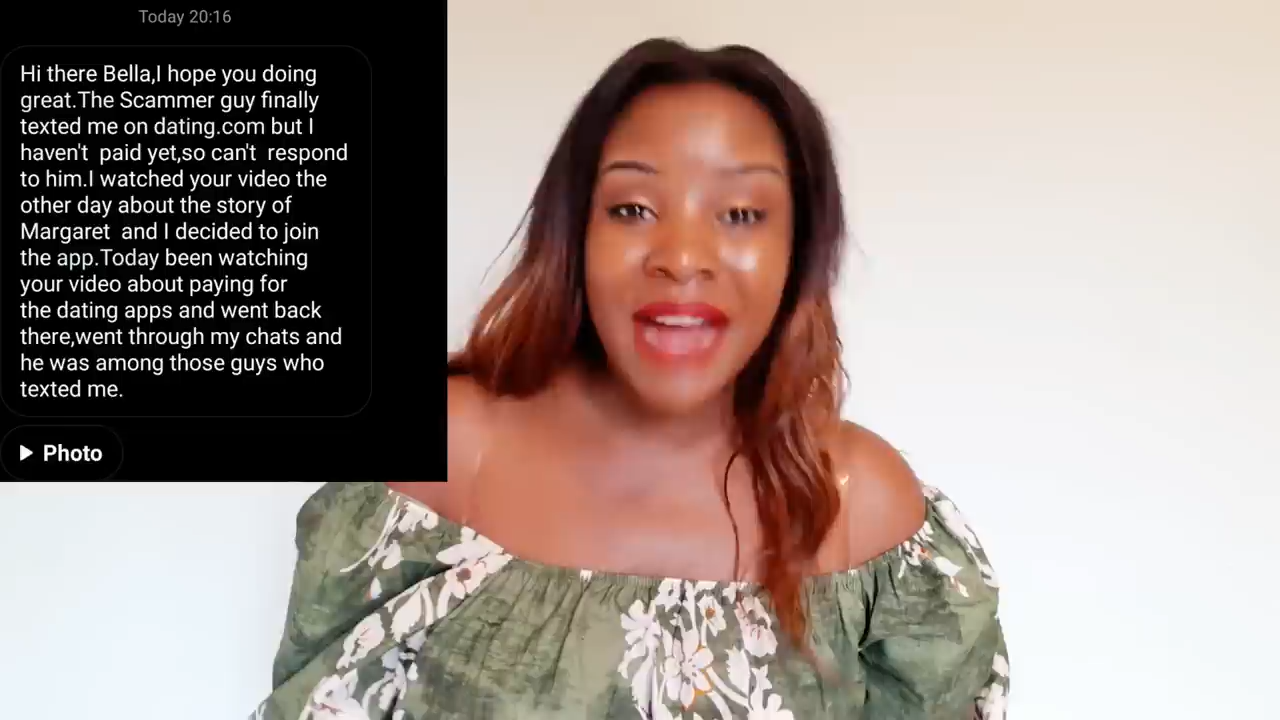 Today 20:16
Hi there Bella,I hope you doing
great.The Scammer guy finally
texted me on dating.com but I
haven't  paid yet,so can't  respond
to him.I watched your video the
other day about the story of
Margaret  and I decided to join
the app.Today been watching
your video about paying for
the dating apps and went back
there,went through my chats and
he was among those guys who
texted me.
Photo